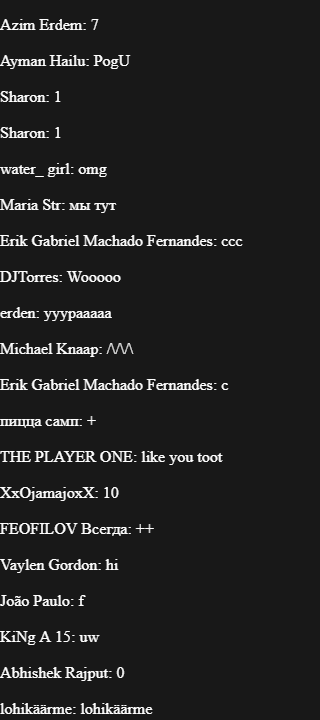 Azim Erdem: 7
Ayman Hailu: PogU
Sharon: 1
Sharon: 1
water_ girl: omg
Maria Str: мы тут
Erik Gabriel Machado Fernandes: ccc
DJTorres: Wooooo
erden: yyypaaaaa
Michael Knaap: /\/\/\
Erik Gabriel Machado Fernandes: c
пицца самп: +
THE PLAYER ONE: like you toot
XxOjamajoxX: 10
FEOFILOV Всегда: ++
Vaylen Gordon: hi
João Paulo: f
KiNg A 15: uw
Abhishek Rajput: 0
lohikäärme: lohikäärme